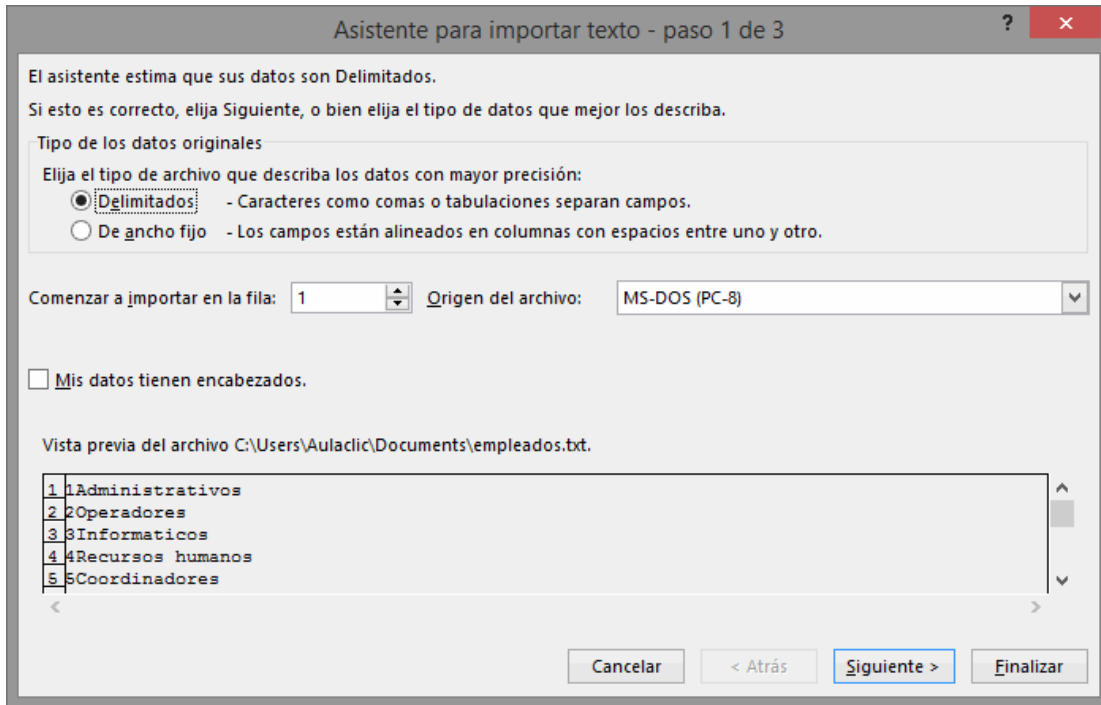 Asistente para importar texto - paso 1 de 3
?
El asistente estima que sus datos son Delimitados.
Si esto es correcto, elija Siguiente, o bien elija el tipo de datos que mejor los describa.
Tipo de los datos originales
Elija el tipo de archivo que describa los datos con mayor precisión:
Delimitados - Caracteres como comas o tabulaciones separan campos.
De ancho fijo - Los campos están alineados en columnas con espacios entre uno y otro.
Comenzar a importar en la fila: 1 Origen del archivo: MS-DOS (PC-8)
Mis datos tienen encabezados.
Vista previa del archivo C:\Users\Aulaclic\Documents\empleados.txt.
1 1Administrativos
2 2Operadores
3 3Informaticos
4 4Recursos humanos
5 5Coordinadores
Cancelar < Atrás Siguiente > Finalizar